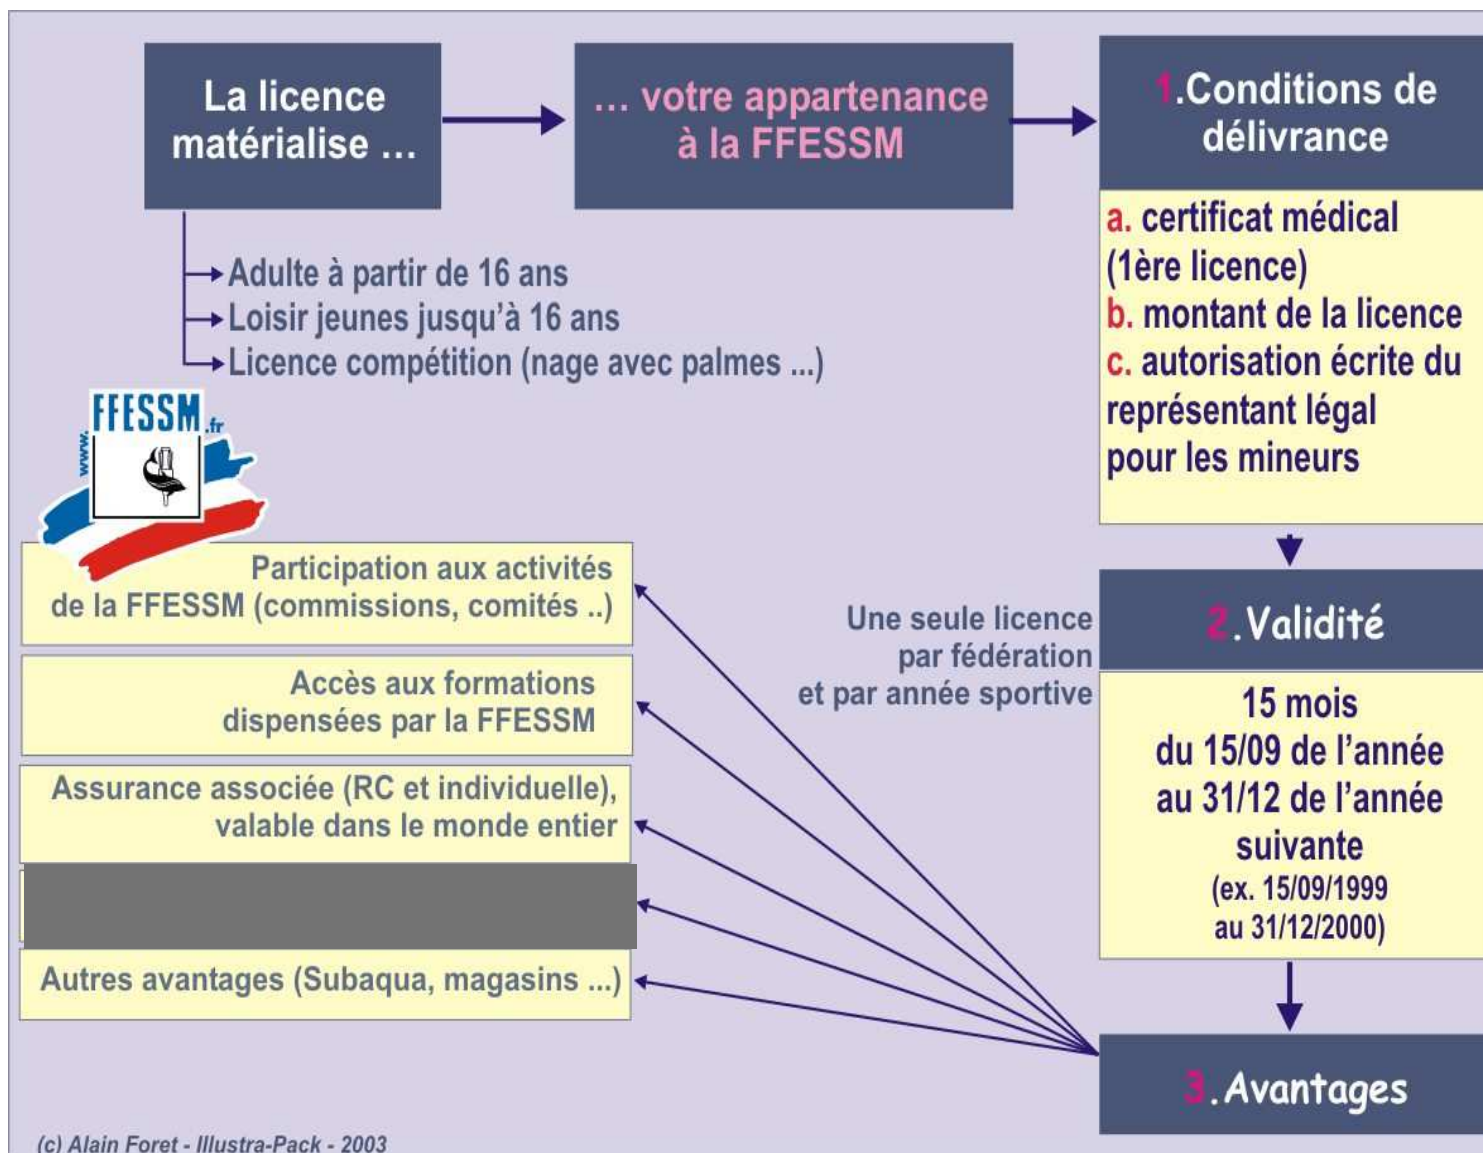 La licence
matérialise ...
... votre appartenance
à la FFESSM
1.Conditions de
délivrance
a. certificat médical
(1ère licence)
b. montant de la licence
c. autorisation écrite du
représentant légal
pour les mineurs
Adulte à partir de 16 ans
Loisir jeunes jusqu'à 16 ans
Licence compétition (nage avec palmes ...)
www.
FFESSM
.fr
Participation aux activités
de la FFESSM (commissions, comités ..)
Accès aux formations
dispensées par la FFESSM
Assurance associée (RC et individuelle),
valable dans le monde entier
Autres avantages (Subaqua, magasins ...)
Une seule licence
par fédération
et par année sportive
2.Validité
15 mois
du 15/09 de l'année
au 31/12 de l'année
suivante
(ex. 15/09/1999
au 31/12/2000)
3.Avantages
(c) Alain Foret - Illustra-Pack - 2003